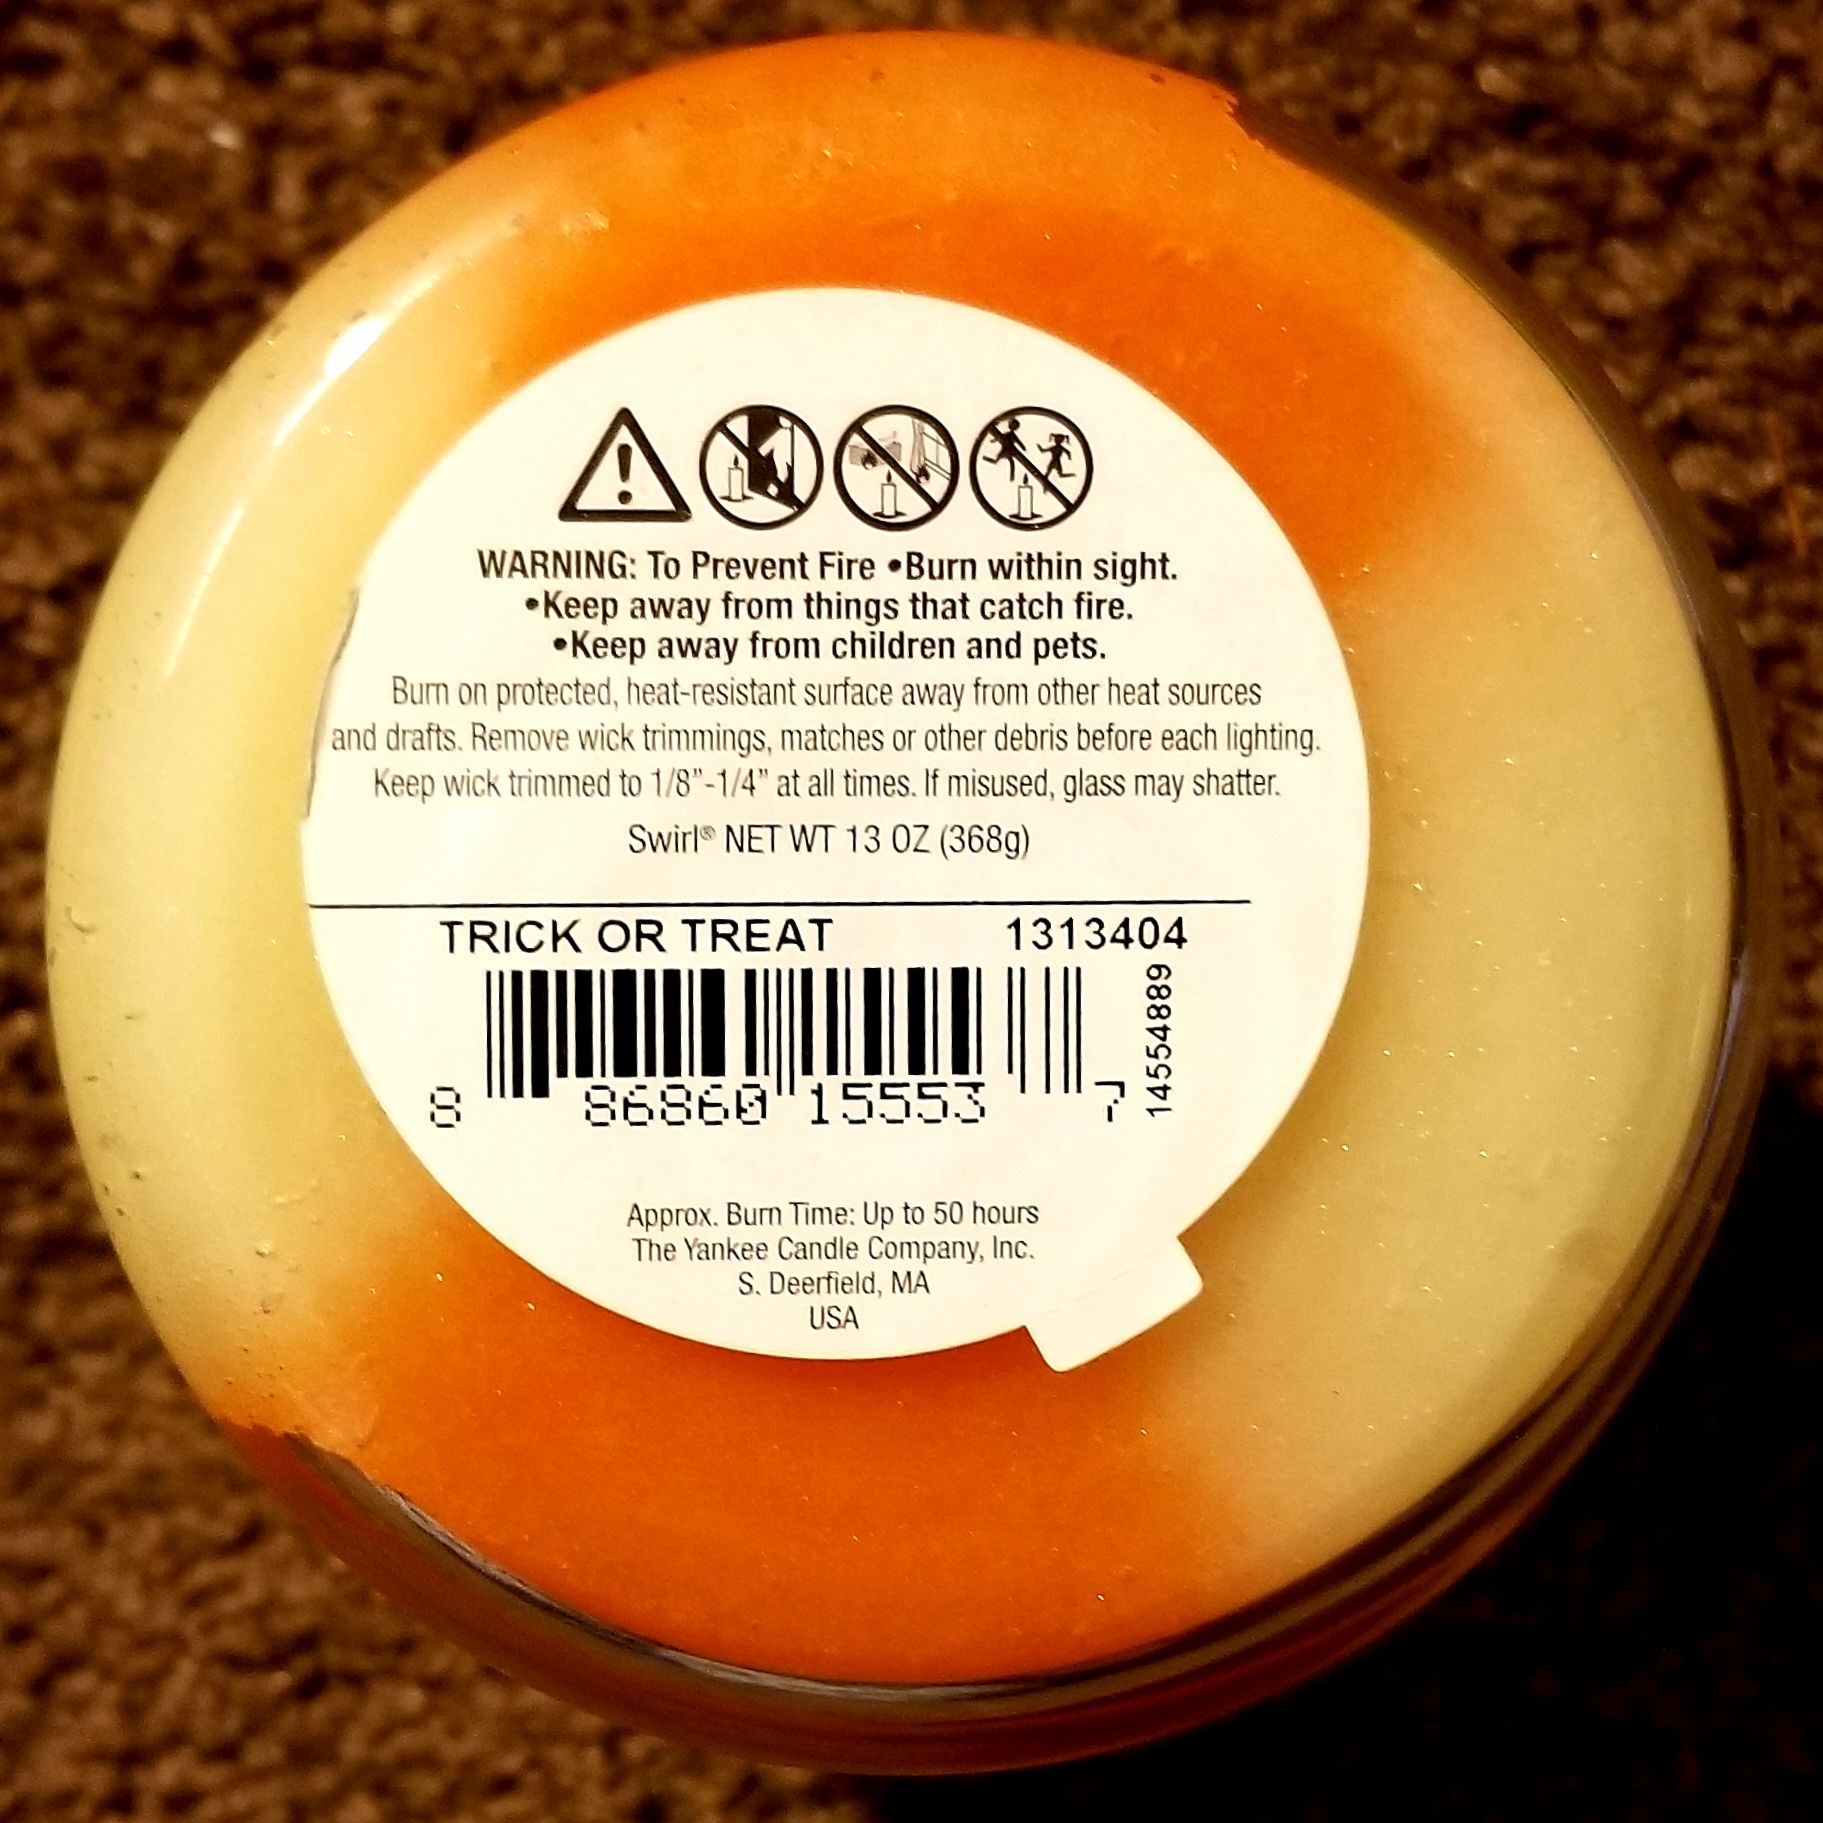 WARNING: To Prevent Fire •Burn within sight.
•Keep away from things that catch fire.
•Keep away from children and pets.
Burn on protected, heat-resistant surface away from other heat sources
and drafts. Remove wick trimmings, matches or other debris before each lighting.
Keep wick trimmed to 1/8"-1/4" at all times. If misused, glass may shatter.
Swirl® NET WT 13 OZ (368g)
TRICK OR TREAT 1313404
8 86860 15553 7
14554889
Approx. Burn Time: Up to 50 hours
The Yankee Candle Company, Inc.
S. Deerfield, MA
USA